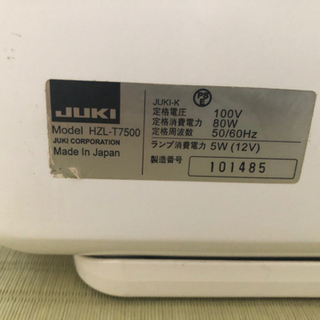 JUKI
Model HZL-T7500
JUKI CORPORATION
Made In Japan
JUKI-K
定格電圧 100V
定格消費電力 80W
定格周波数 50/60Hz
ランプ消費電力 5W (12V)
製造番号 101485